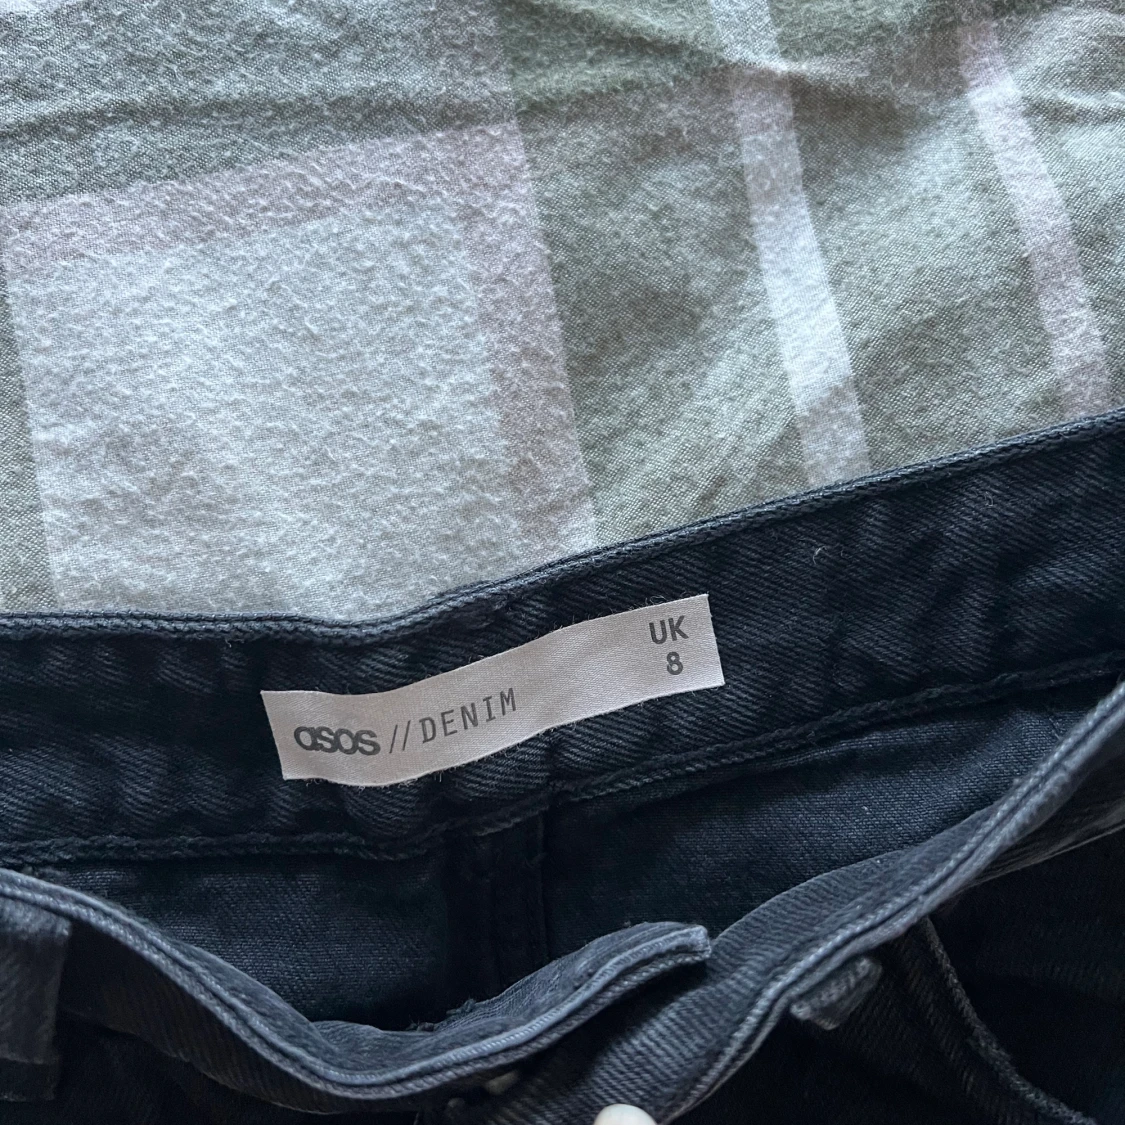 asos // DENIM
UK
8